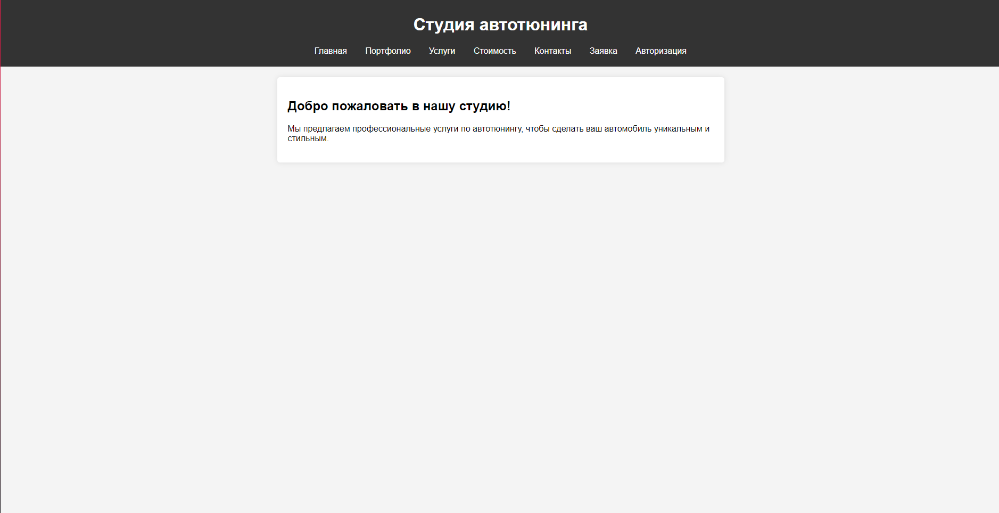 Студия автотюнинга
Главная Портфолио Услуги Стоимость Контакты Заявка Авторизация
Добро пожаловать в нашу студию!
Мы предлагаем профессиональные услуги по автотюнингу, чтобы сделать ваш автомобиль уникальным и
стильным.